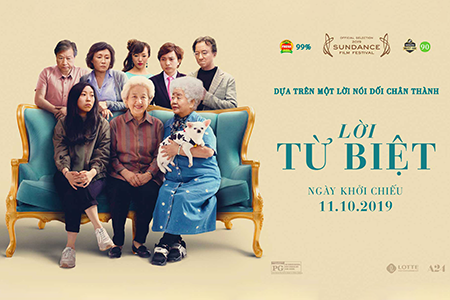 99%
OFFICIAL SELECTION
2019
SUNDANCE
FILM FESTIVAL
90
DỰA TRÊN MỘT LỜI NÓI DỐI CHÂN THÀNH
LỜI
TỪ BIỆT
NGÀY KHỞI CHIẾU
11.10.2019
PG
LOTTE
A24